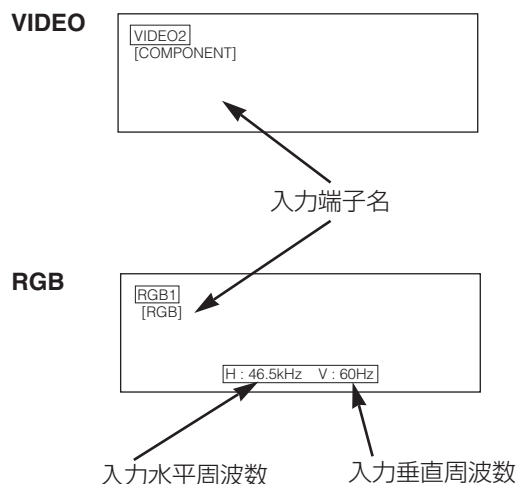 VIDEO
VIDEO2
[COMPONENT]
入力端子名
RGB
RGB1
[RGB]
H : 46.5kHz V : 60Hz
入力水平周波数
入力垂直周波数